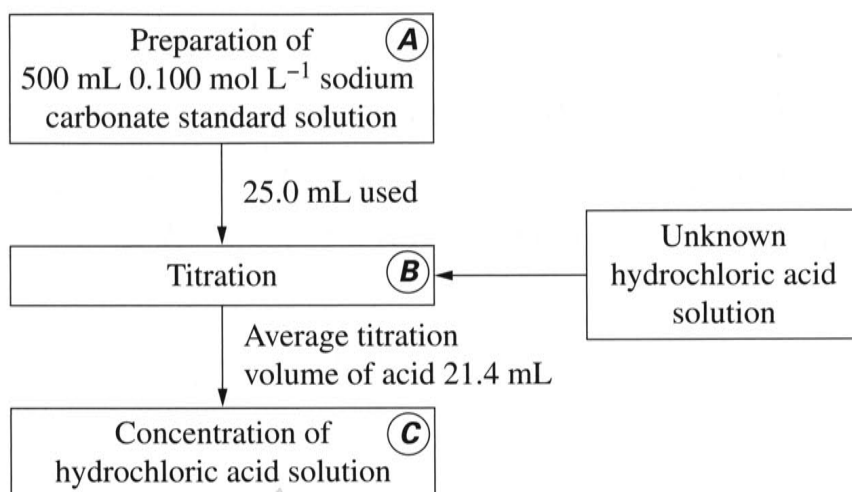 Preparation of
500 mL 0.100 mol L⁻¹ sodium
carbonate standard solution
A
25.0 mL used
Titration
B
Unknown
hydrochloric acid
solution
Average titration
volume of acid 21.4 mL
Concentration of
hydrochloric acid solution
C